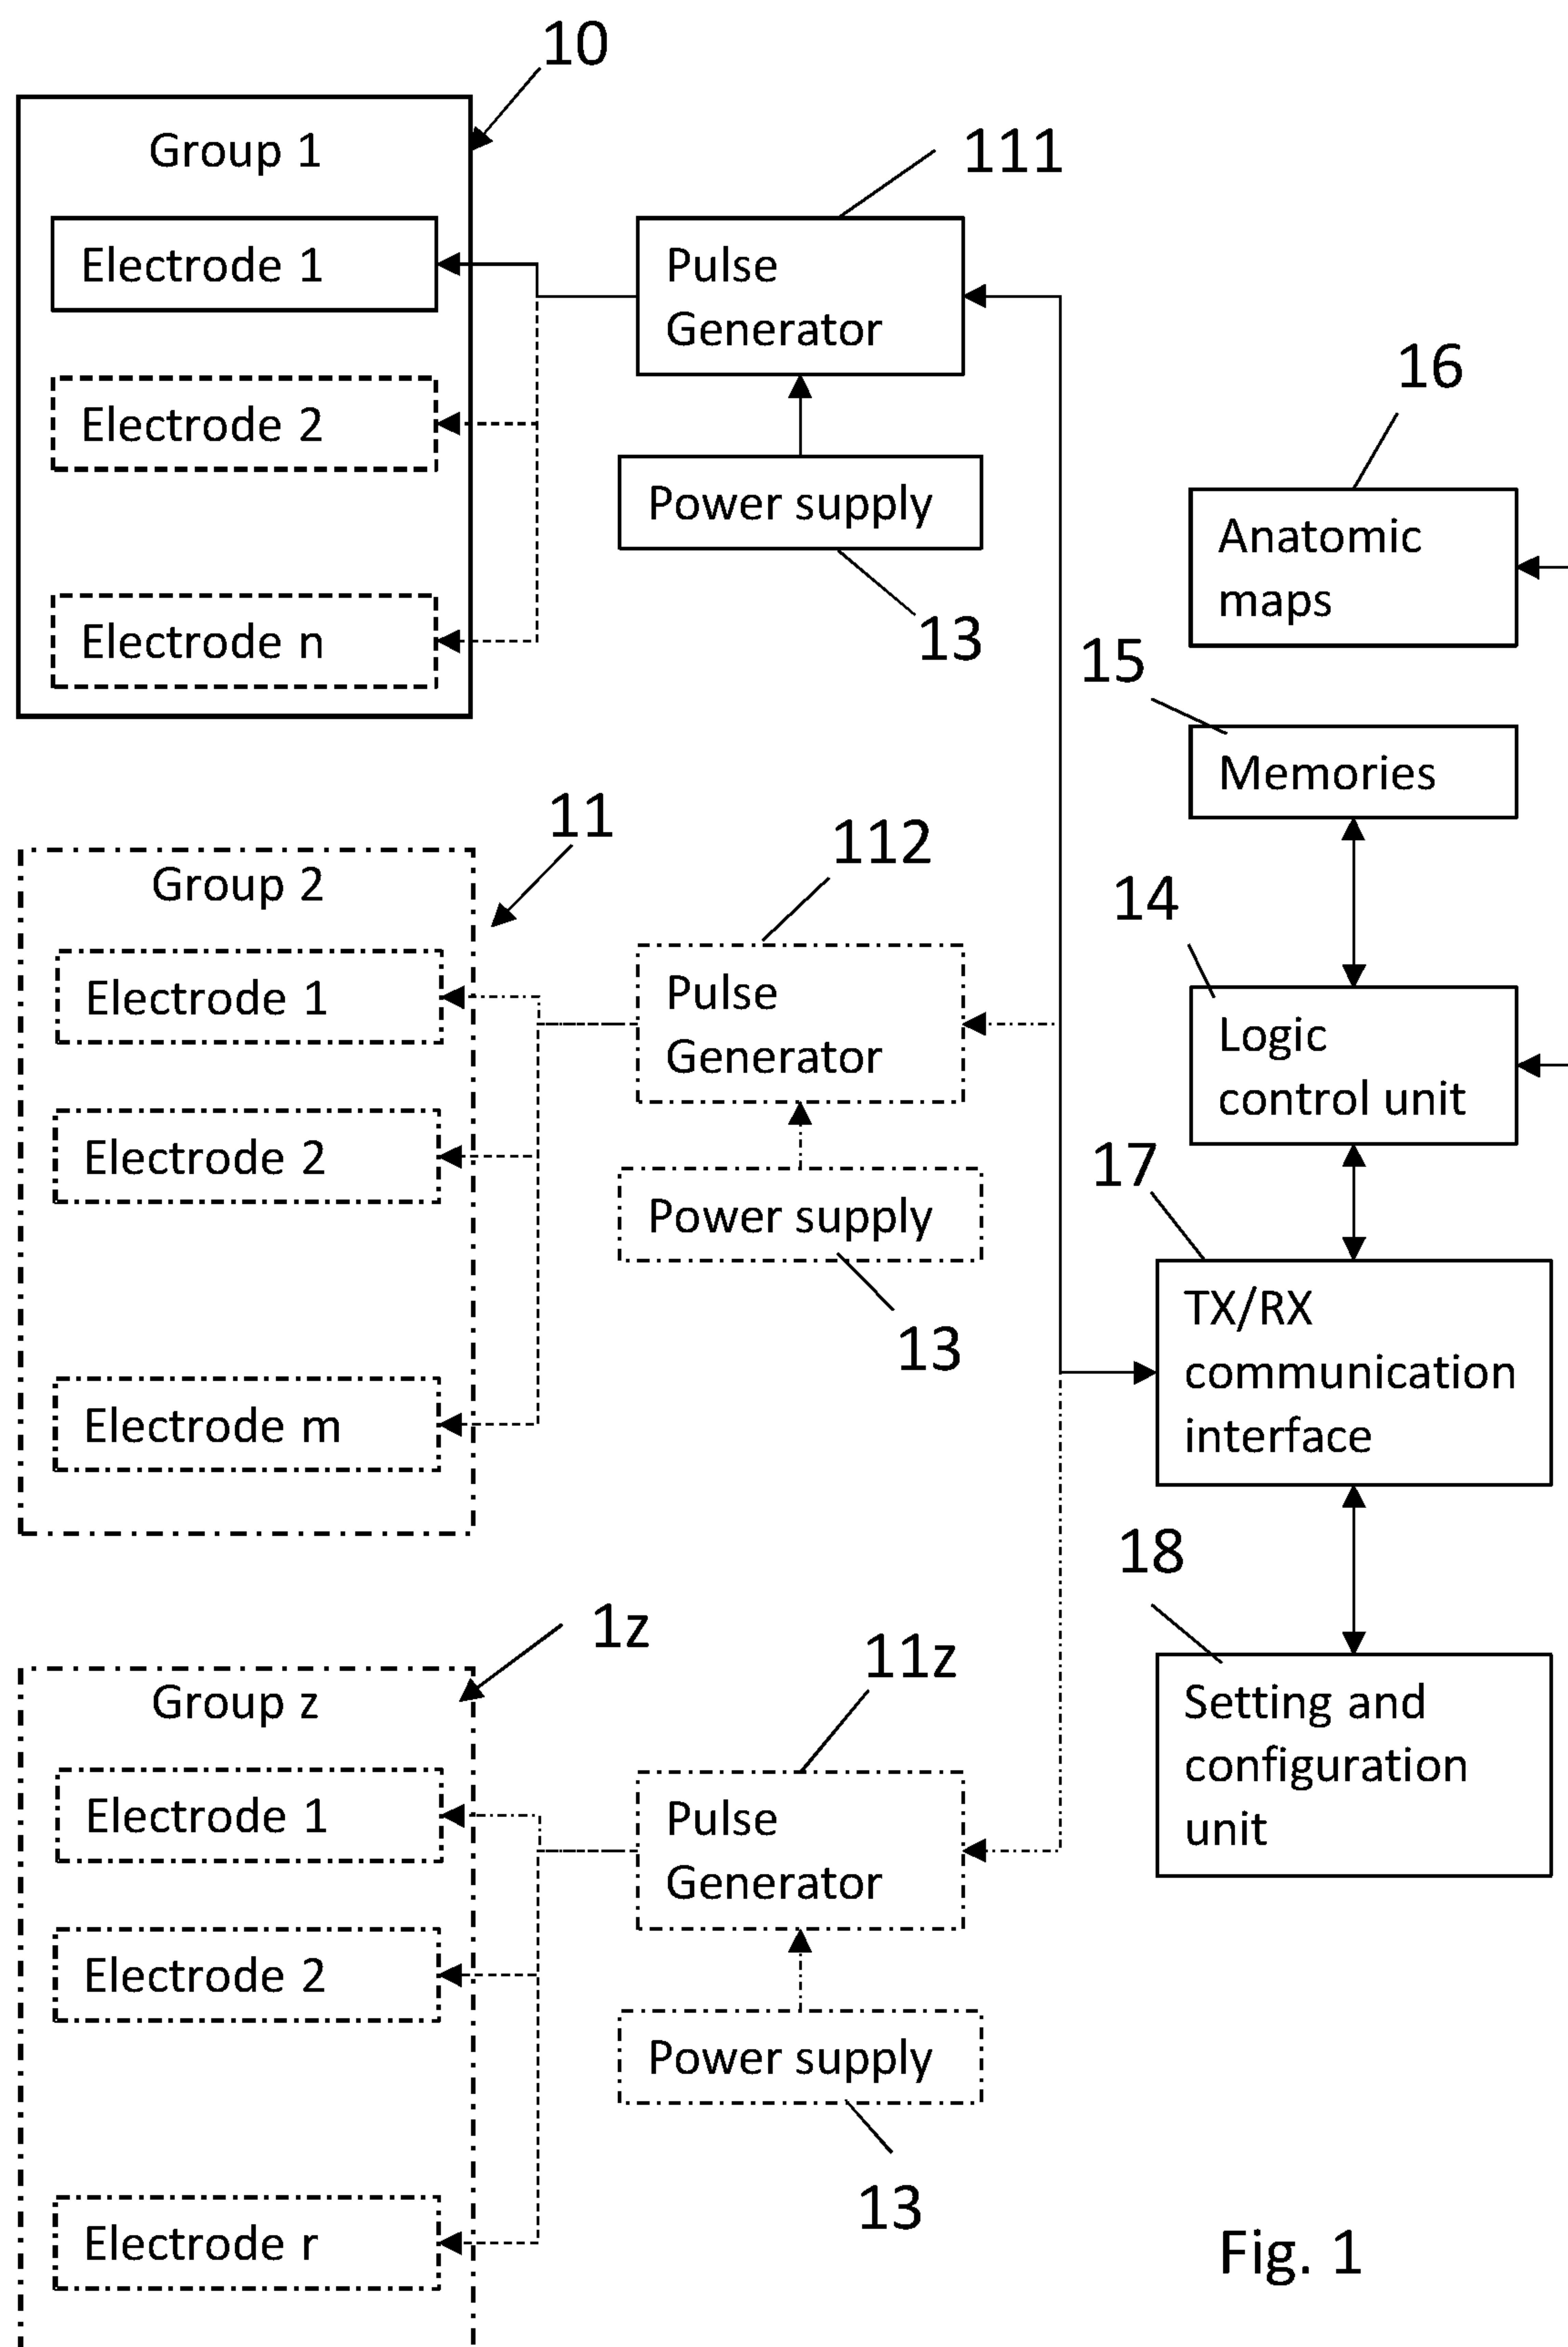 10
Group 1
111
Electrode 1
Pulse
Generator
Electrode 2
16
Power supply
Anatomic
maps
Electrode n
13
15
Memories
11
112
Group 2
14
Electrode 1
Pulse
Generator
Logic
control unit
Electrode 2
17
Power supply
TX/RX
communication
interface
13
Electrode m
18
1z
11z
Group z
Setting and
configuration
unit
Electrode 1
Pulse
Generator
Electrode 2
Power supply
13
Electrode r
Fig. 1